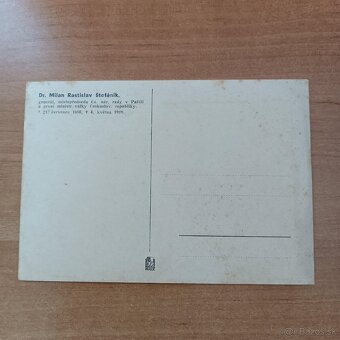 Dr. Milan Rastislav Štefánik,
generál, místopředseda Čs. nár. rady v Paříži
a první ministr války Českoslov. republiky.
* 21. července 1880, † 4. května 1919.